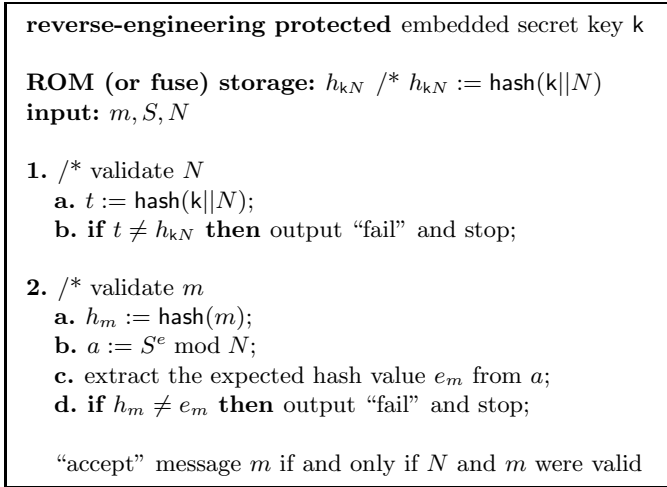 reverse-engineering protected embedded secret key k
ROM (or fuse) storage: h_kN /* h_kN := hash(k||N)
input: m, S, N
1. /* validate N
a. t := hash(k||N);
b. if t ≠ h_kN then output “fail” and stop;
2. /* validate m
a. h_m := hash(m);
b. a := S^e mod N;
c. extract the expected hash value e_m from a;
d. if h_m ≠ e_m then output “fail” and stop;
“accept” message m if and only if N and m were valid